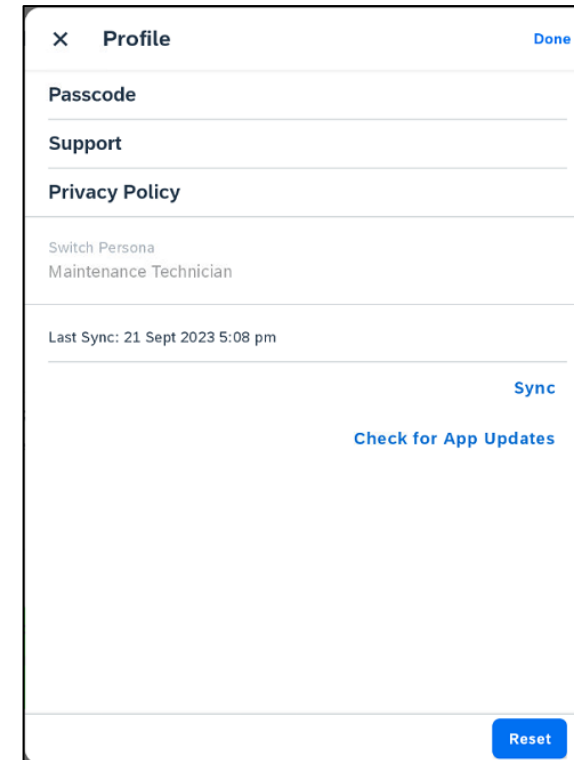 × Profile Done
Passcode
Support
Privacy Policy
Switch Persona
Maintenance Technician
Last Sync: 21 Sept 2023 5:08 pm
Sync
Check for App Updates
Reset